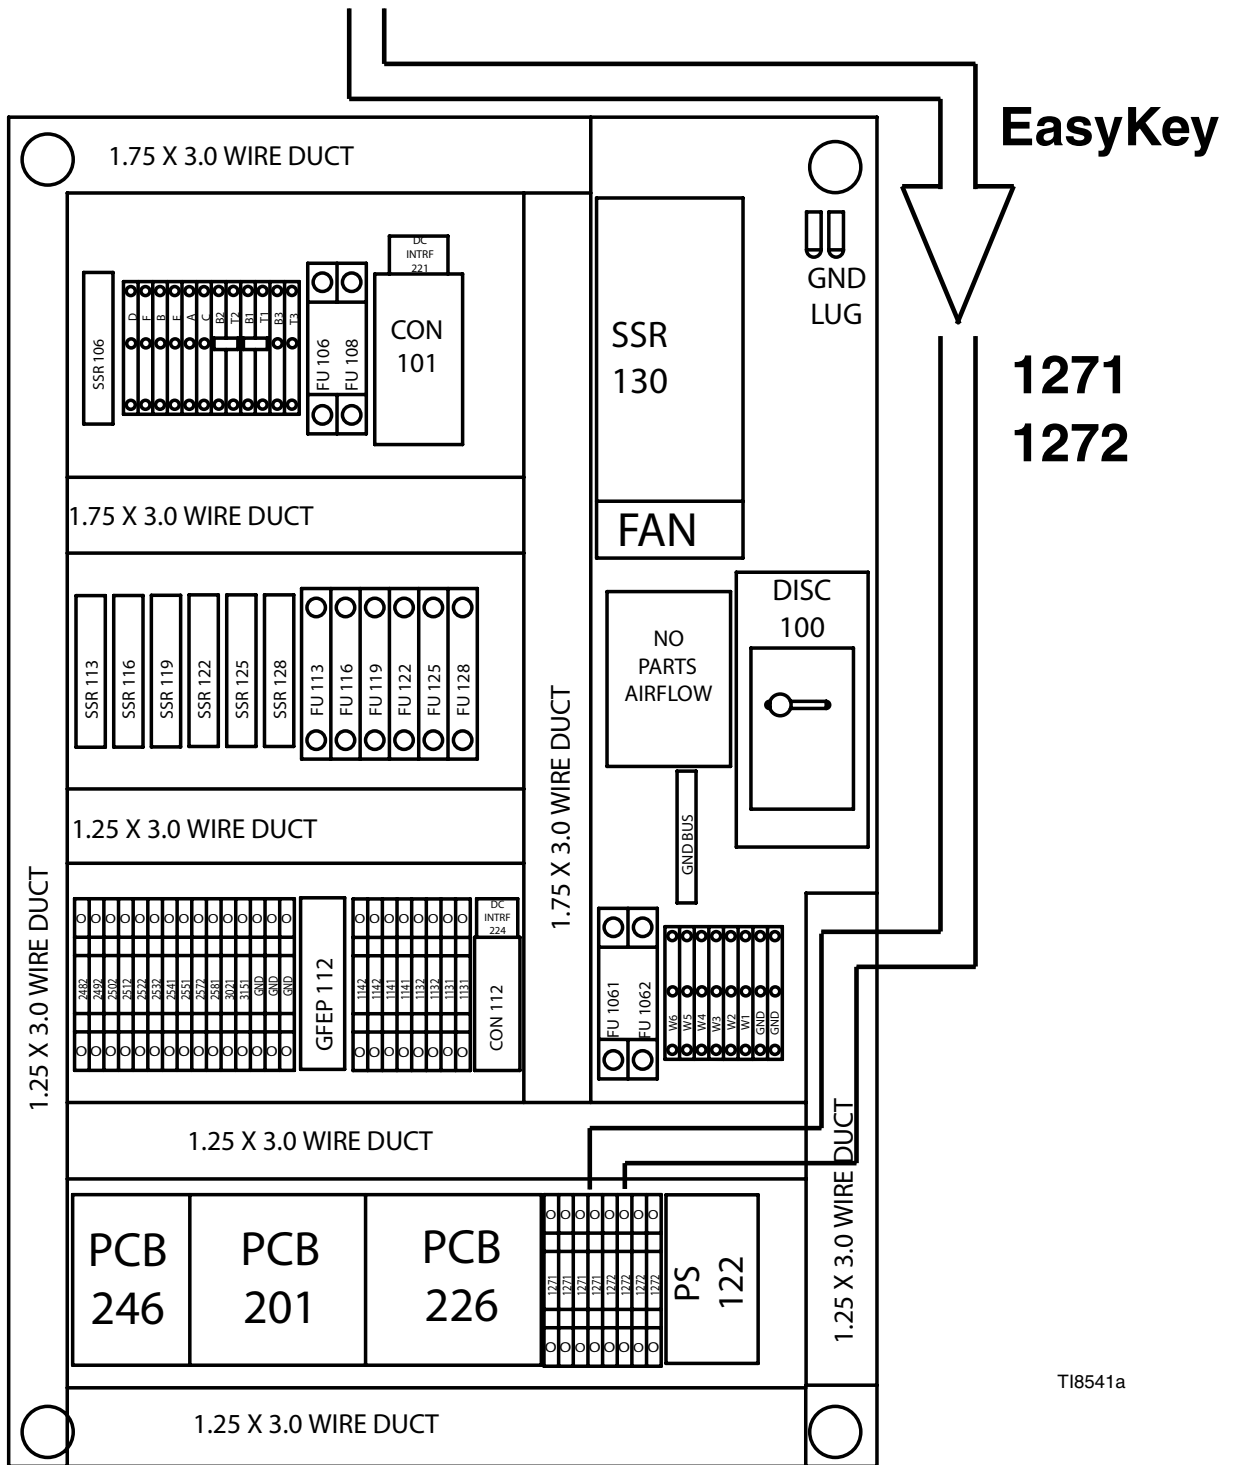 EasyKey
1271
1272
1.75 X 3.0 WIRE DUCT
GND
LUG
SSR 106
D
F
B
E
A
C
B2
T2
B1
T1
B3
T3
FU 106
FU 108
DC
INTRF
221
CON
101
SSR
130
FAN
1.75 X 3.0 WIRE DUCT
SSR 113
SSR 116
SSR 119
SSR 122
SSR 125
SSR 128
FU 113
FU 116
FU 119
FU 122
FU 125
FU 128
1.75 X 3.0 WIRE DUCT
NO
PARTS
AIRFLOW
DISC
100
GND BUS
1.25 X 3.0 WIRE DUCT
1.25 X 3.0 WIRE DUCT
2482
2492
2502
2512
2522
2532
2541
2551
2572
2581
3021
3151
GND
GND
GND
GFEP 112
1142
1142
1141
1141
1132
1132
1131
1131
DC
INTRF
224
CON 112
FU 1061
FU 1062
W6
W5
W4
W3
W2
W1
GND
GND
1.25 X 3.0 WIRE DUCT
1.25 X 3.0 WIRE DUCT
PCB
246
PCB
201
PCB
226
1271
1271
1271
1271
1272
1272
1272
1272
PS
122
1.25 X 3.0 WIRE DUCT
TI8541a